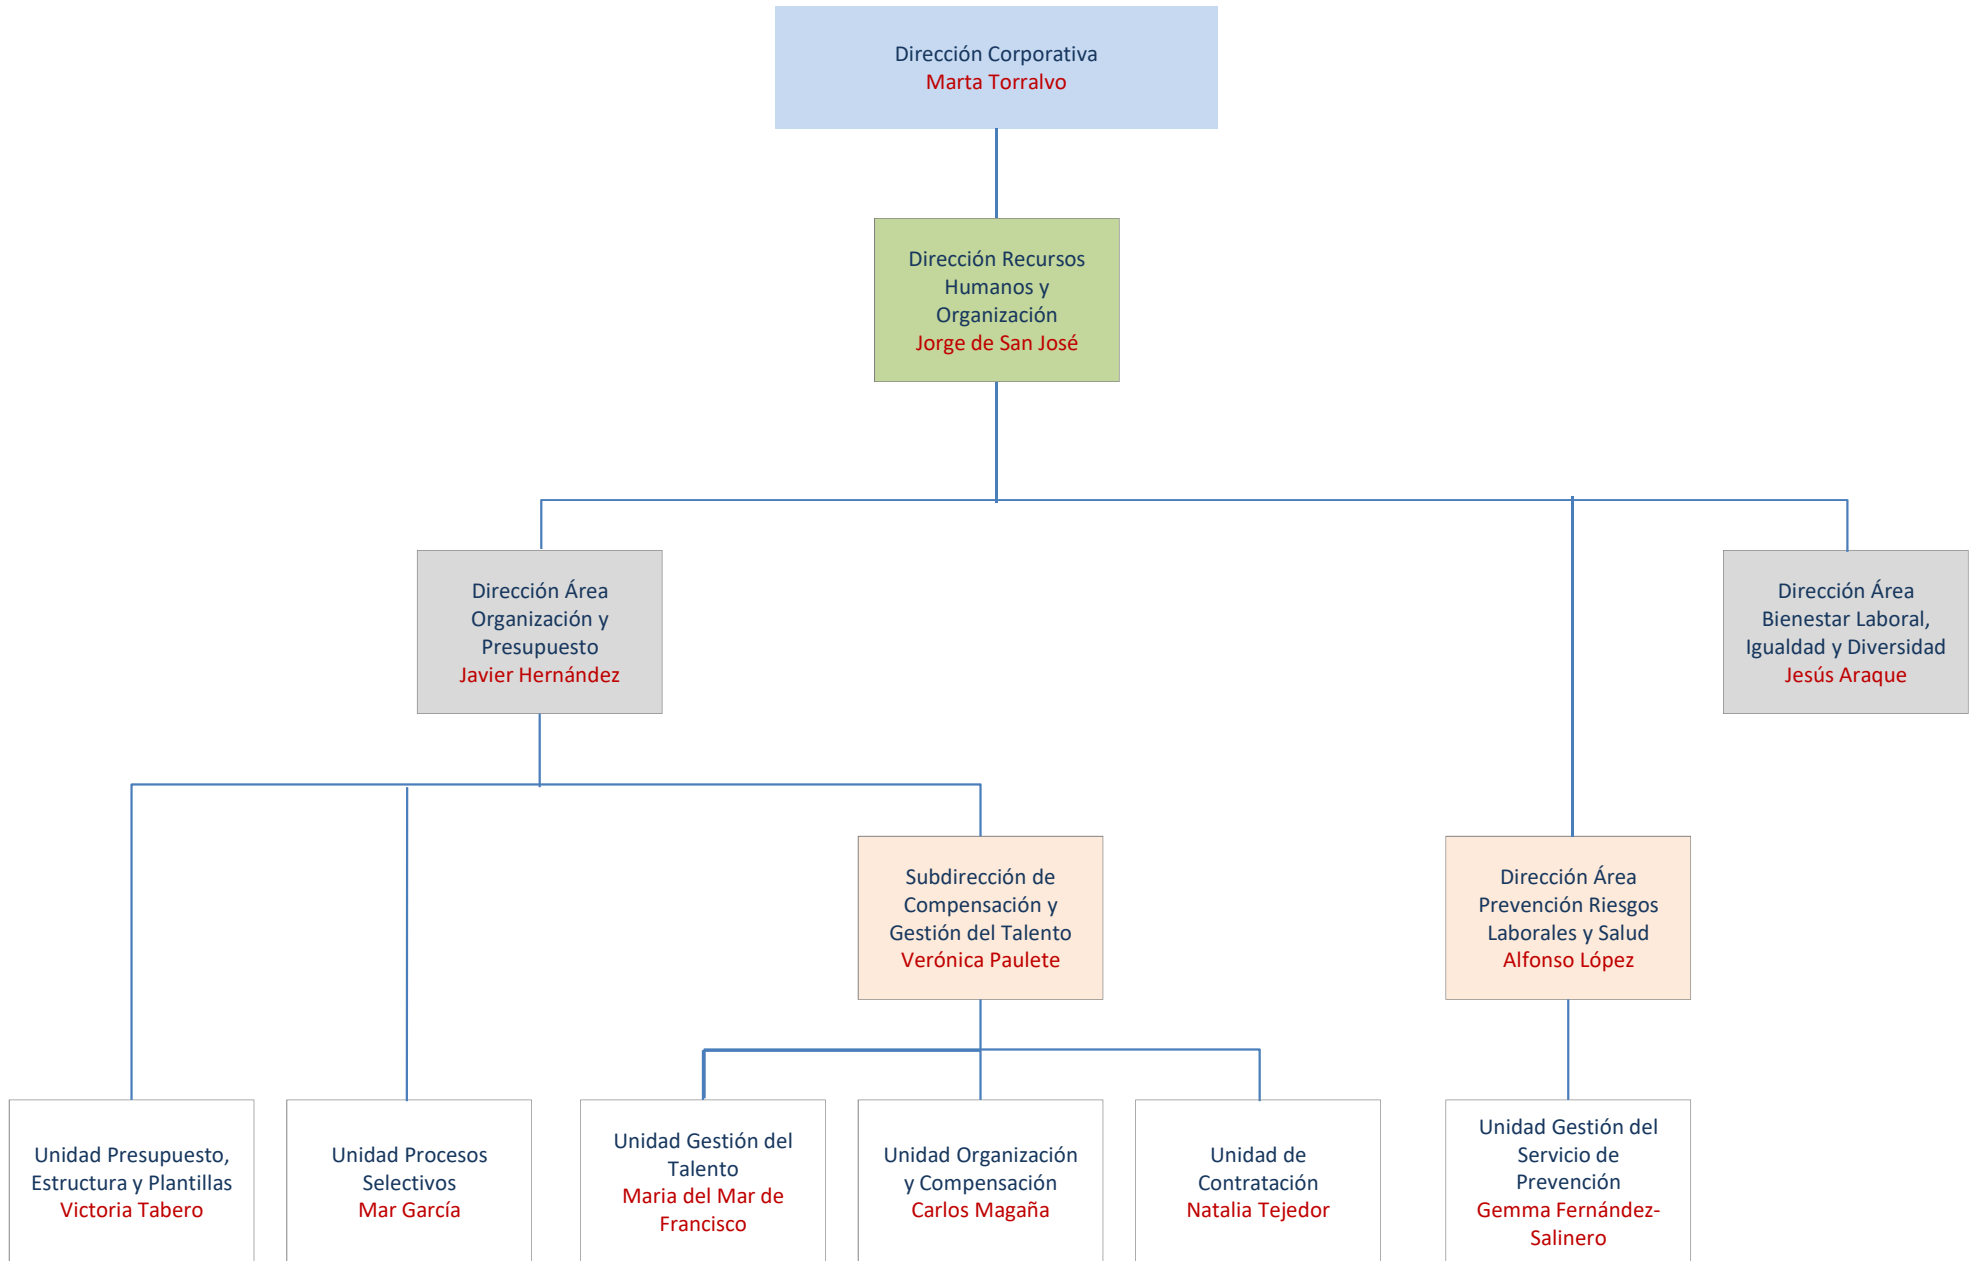 Dirección Corporativa
Marta Torralvo
Dirección Recursos
Humanos y
Organización
Jorge de San José
Dirección Área
Organización y
Presupuesto
Javier Hernández
Dirección Área
Bienestar Laboral,
Igualdad y Diversidad
Jesús Araque
Subdirección de
Compensación y
Gestión del Talento
Verónica Paulete
Dirección Área
Prevención Riesgos
Laborales y Salud
Alfonso López
Unidad Presupuesto,
Estructura y Plantillas
Victoria Tabero
Unidad Procesos
Selectivos
Mar García
Unidad Gestión del
Talento
Maria del Mar de
Francisco
Unidad Organización
y Compensación
Carlos Magaña
Unidad de
Contratación
Natalia Tejedor
Unidad Gestión del
Servicio de
Prevención
Gemma Fernández-
Salinero